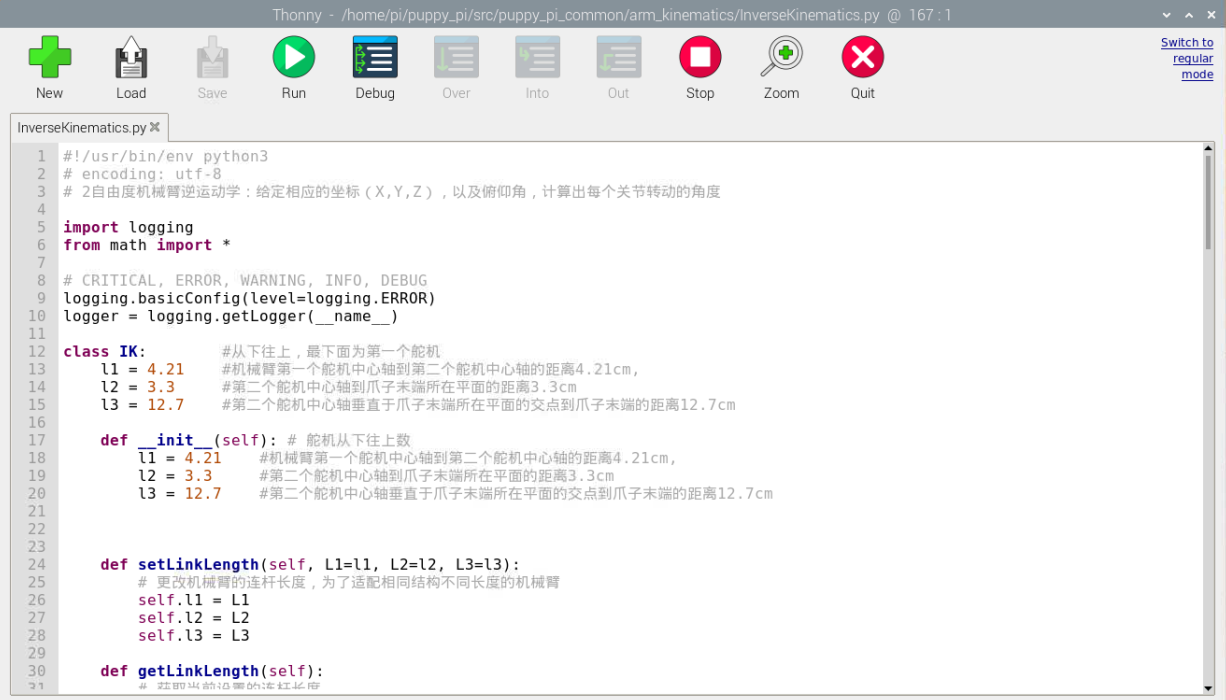 Thonny - /home/pi/puppy_pi/src/puppy_pi_common/arm_kinematics/InverseKinematics.py @ 167 : 1
New Load Save Run Debug Over Into Out Stop Zoom Quit
Switch to
regular
mode
InverseKinematics.py
1 #!/usr/bin/env python3
2 # encoding: utf-8
3 # 2自由度机械臂逆运动学：给定相应的坐标（X,Y,Z），以及俯仰角，计算出每个关节转动的角度
4
5 import logging
6 from math import *
7
8 # CRITICAL, ERROR, WARNING, INFO, DEBUG
9 logging.basicConfig(level=logging.ERROR)
10 logger = logging.getLogger(__name__)
11
12 class IK:        #从下往上，最下面为第一个舵机
13     l1 = 4.21    #机械臂第一个舵机中心轴到第二个舵机中心轴的距离4.21cm,
14     l2 = 3.3     #第二个舵机中心轴到爪子末端所在平面的距离3.3cm
15     l3 = 12.7    #第二个舵机中心轴垂直于爪子末端所在平面的交点到爪子末端的距离12.7cm
16
17     def __init__(self): # 舵机从下往上数
18         l1 = 4.21    #机械臂第一个舵机中心轴到第二个舵机中心轴的距离4.21cm,
19         l2 = 3.3     #第二个舵机中心轴到爪子末端所在平面的距离3.3cm
20         l3 = 12.7    #第二个舵机中心轴垂直于爪子末端所在平面的交点到爪子末端的距离12.7cm
21
22
23
24     def setLinkLength(self, L1=l1, L2=l2, L3=l3):
25         # 更改机械臂的连杆长度，为了适配相同结构不同长度的机械臂
26         self.l1 = L1
27         self.l2 = L2
28         self.l3 = L3
29
30     def getLinkLength(self):
31         # 获取当前设置的连杆长度